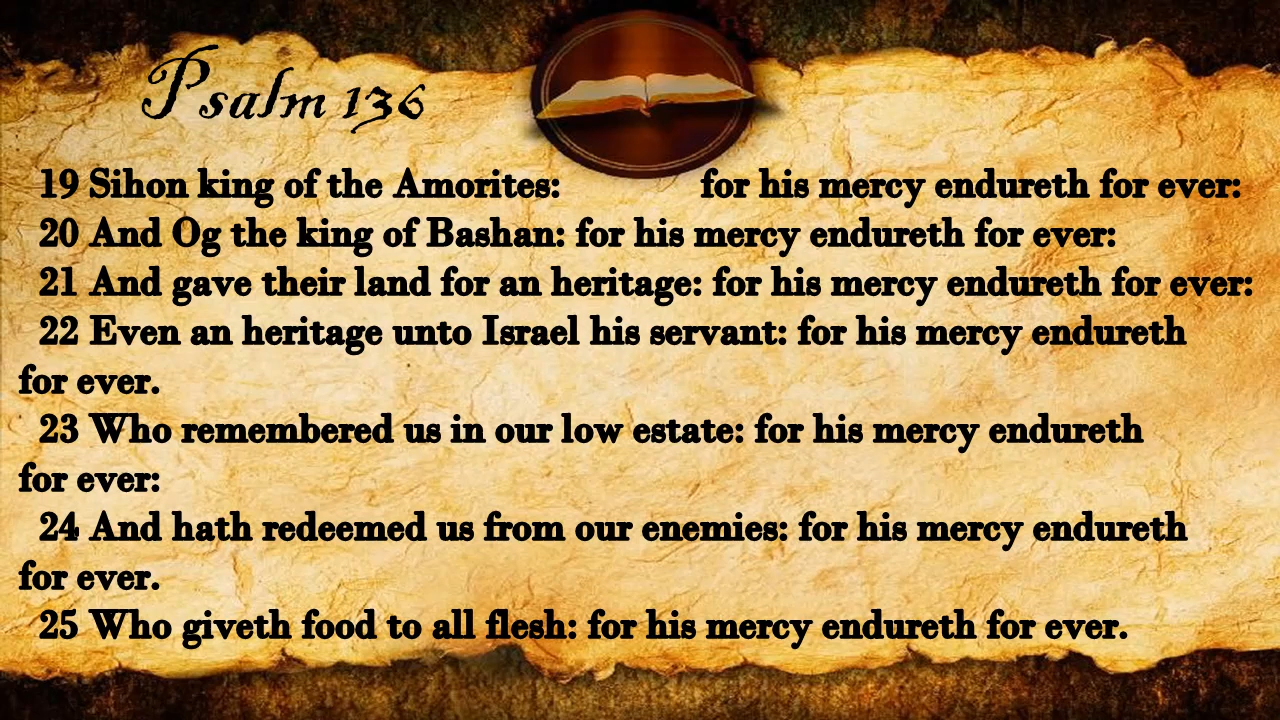 Psalm 136
19 Sihon king of the Amorites: for his mercy endureth for ever:
20 And Og the king of Bashan: for his mercy endureth for ever:
21 And gave their land for an heritage: for his mercy endureth for ever:
22 Even an heritage unto Israel his servant: for his mercy endureth
for ever.
23 Who remembered us in our low estate: for his mercy endureth
for ever:
24 And hath redeemed us from our enemies: for his mercy endureth
for ever.
25 Who giveth food to all flesh: for his mercy endureth for ever.